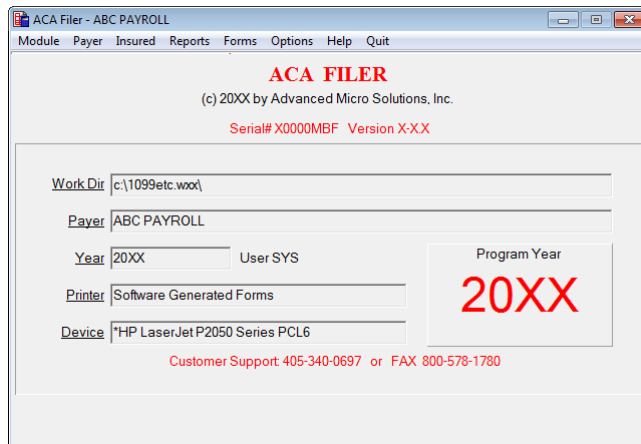 ACA Filer - ABC PAYROLL
Module Payer Insured Reports Forms Options Help Quit
ACA FILER
(c) 20XX by Advanced Micro Solutions, Inc.
Serial# X0000MBF Version X-X.X
Work Dir c:\1099etc.wxx\
Payer ABC PAYROLL
Year 20XX User SYS
Program Year
20XX
Printer Software Generated Forms
Device *HP LaserJet P2050 Series PCL6
Customer Support: 405-340-0697 or FAX 800-578-1780